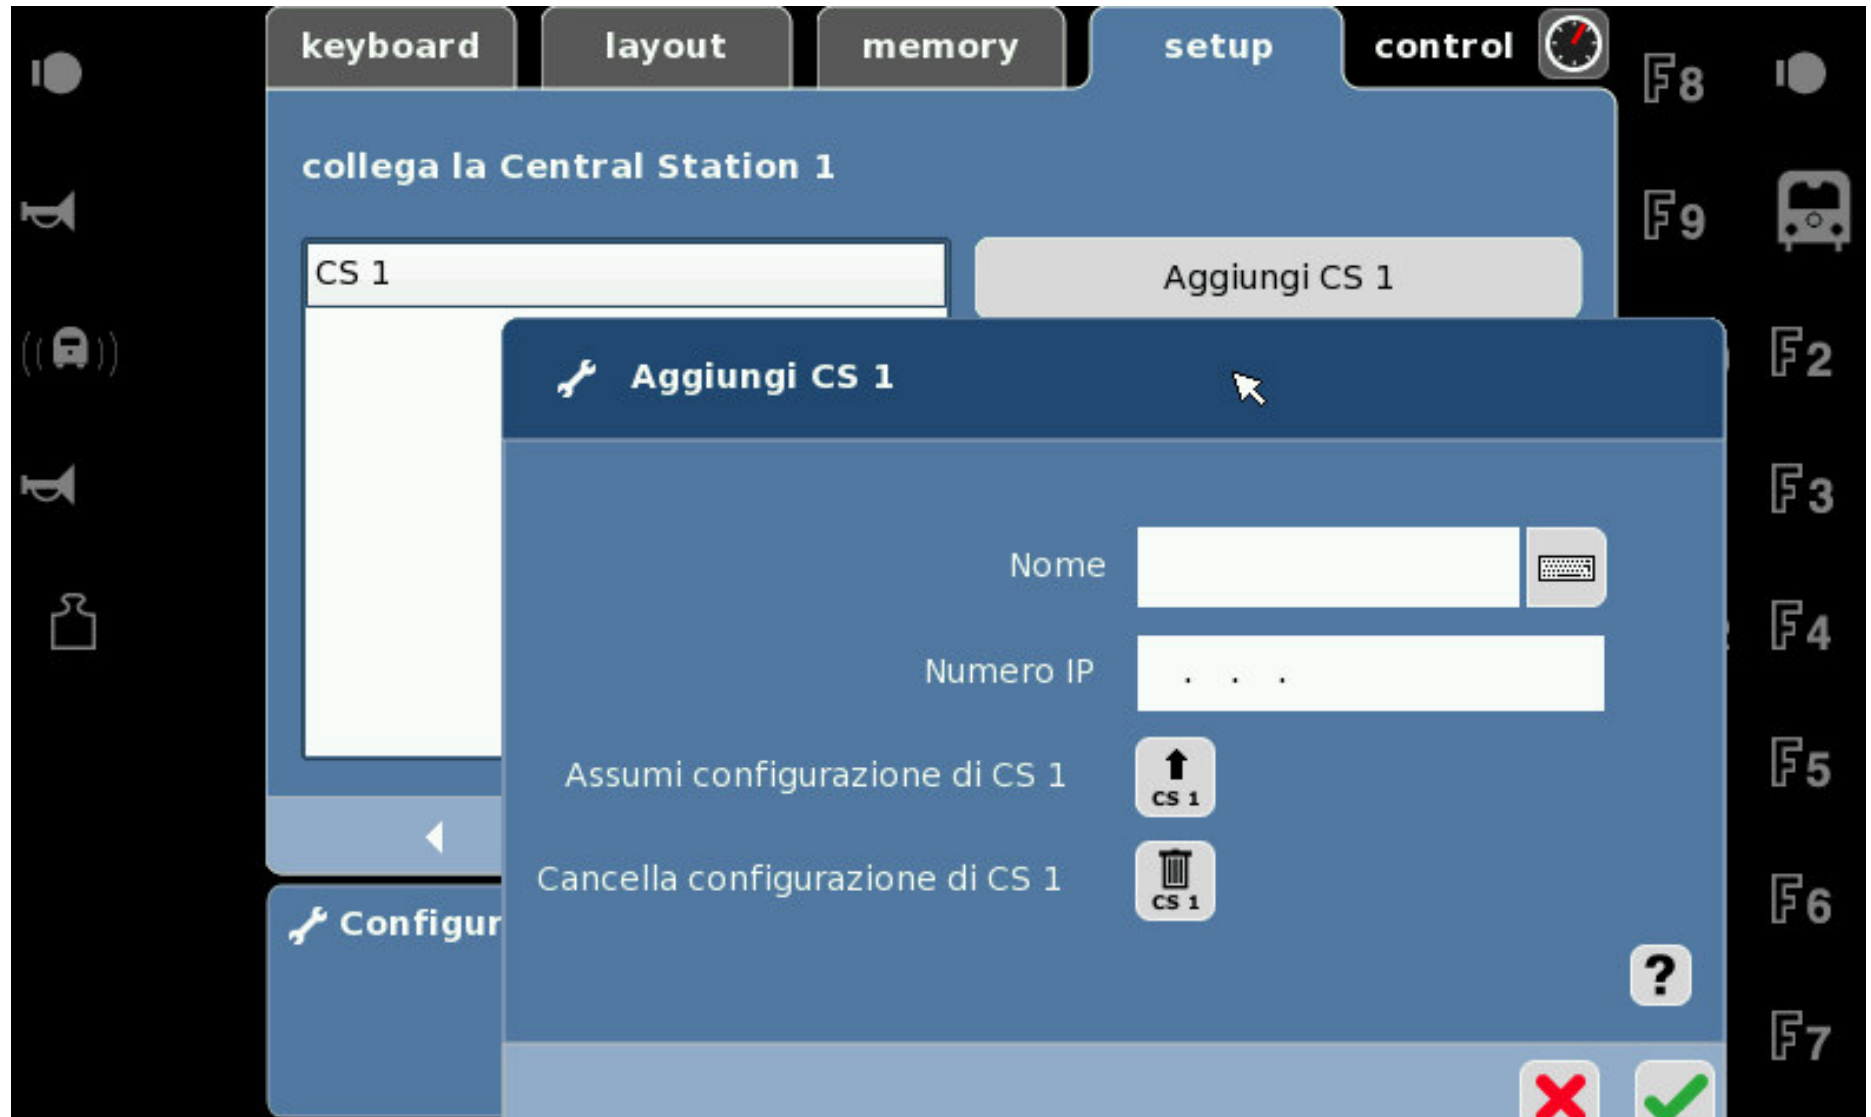 keyboard
layout
memory
setup
control
F8
collega la Central Station 1
F9
CS 1
Aggiungi CS 1
F2
Aggiungi CS 1
F3
Nome
F4
Numero IP
. . .
F5
Assumi configurazione di CS 1
CS 1
Cancella configurazione di CS 1
CS 1
F6
Configur
?
F7